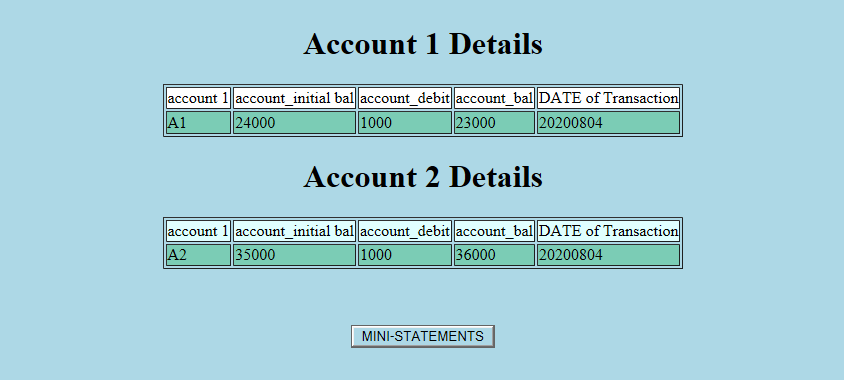 Account 1 Details
account 1 account_initial bal account_debit account_bal DATE of Transaction
A1 24000 1000 23000 20200804
Account 2 Details
account 1 account_initial bal account_debit account_bal DATE of Transaction
A2 35000 1000 36000 20200804
MINI-STATEMENTS